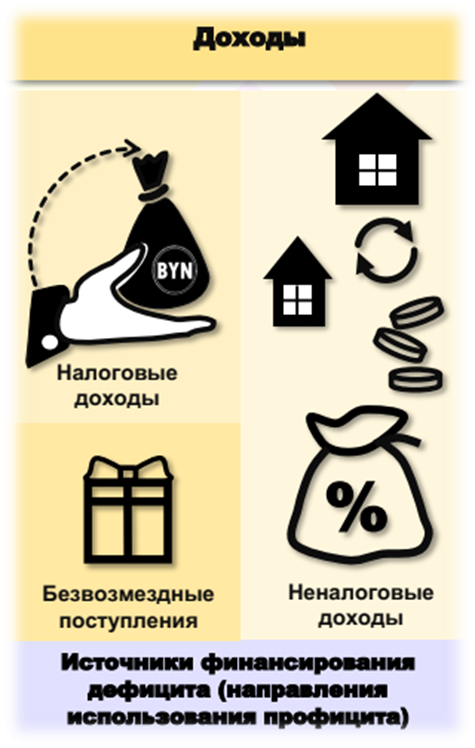 Доходы
BYN
Налоговые
доходы
%
Безвозмездные
поступления
Неналоговые
доходы
Источники финансирования
дефицита (направления
использования профицита)